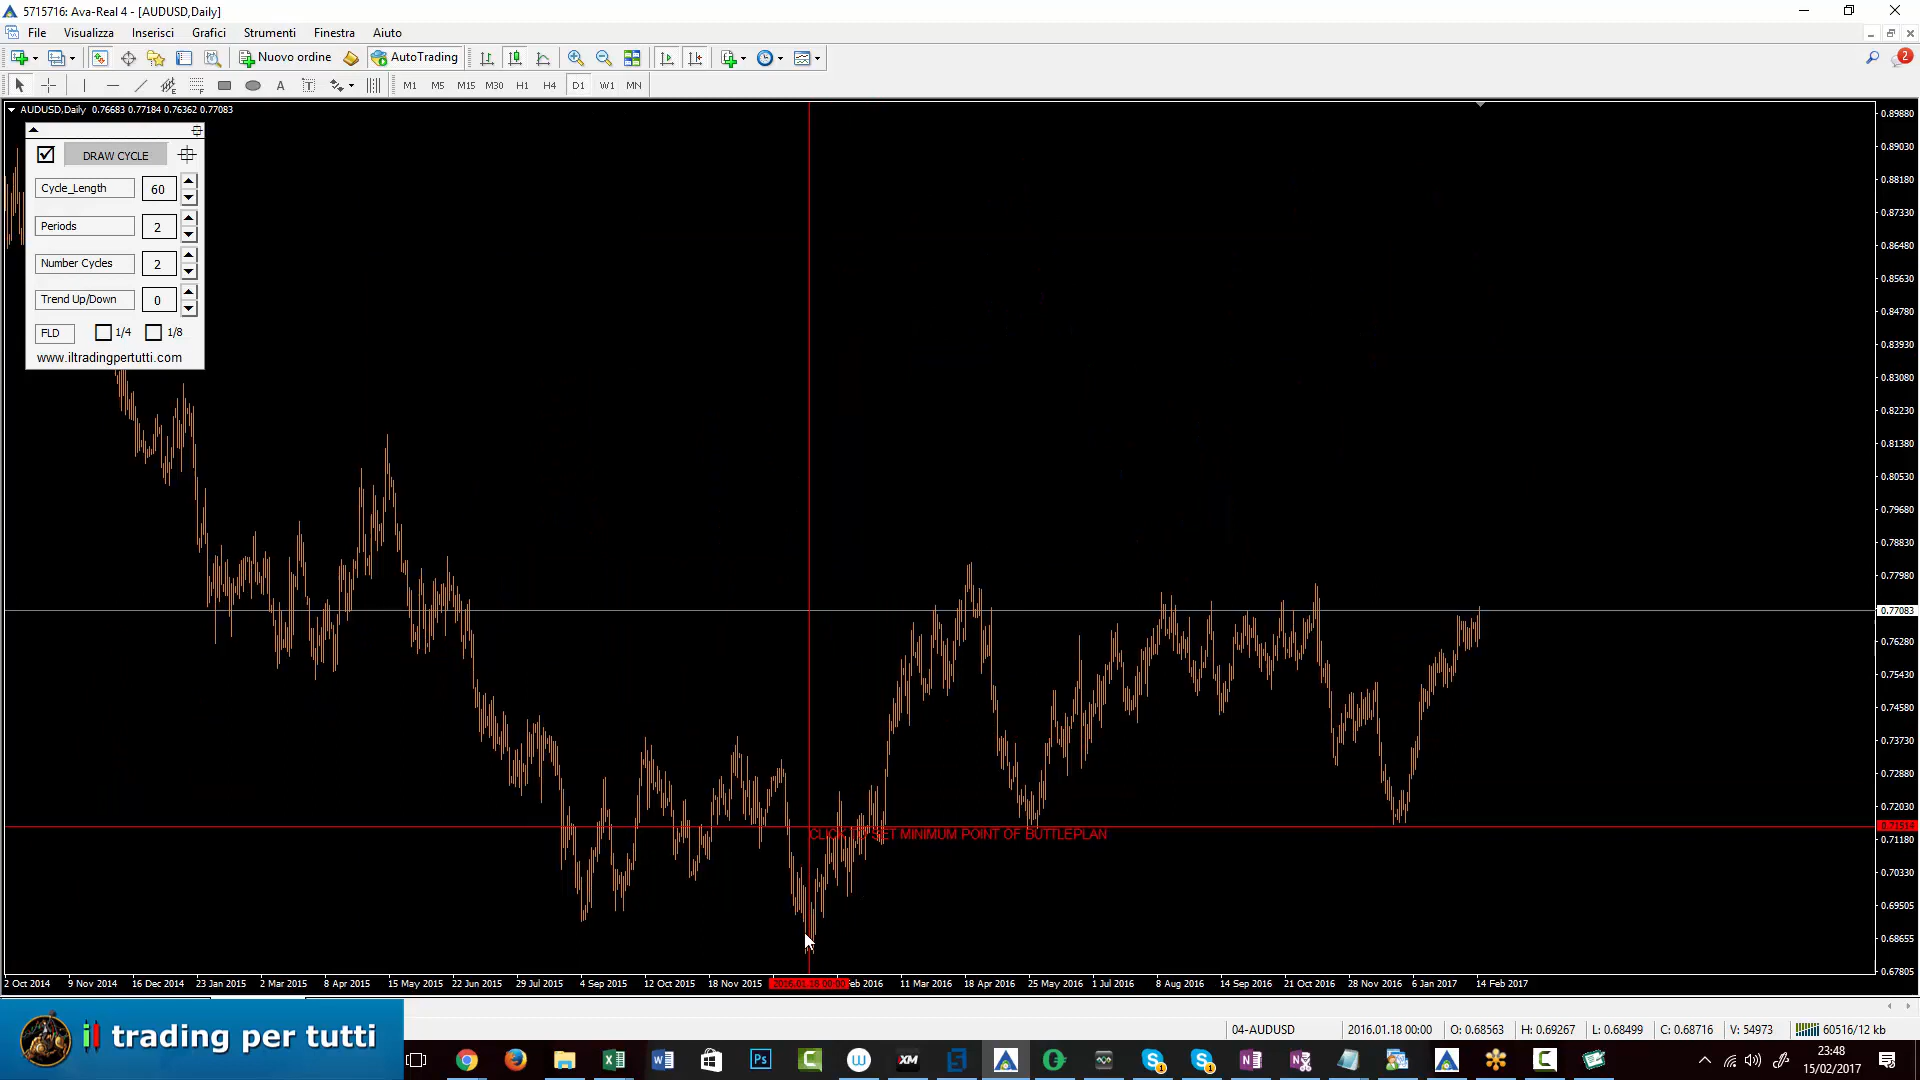 5715716: Ava-Real 4 - [AUDUSD,Daily]
File Visualizza Inserisci Grafici Strumenti Finestra Aiuto
Nuovo ordine AutoTrading 2
A T M1 M5 M15 M30 H1 H4 D1 W1 MN
AUDUSD,Daily 0.76683 0.77184 0.76362 0.77083
DRAW CYCLE
Cycle_Length 60
Periods 2
Number Cycles 2
Trend Up/Down 0
FLD 1/4 1/8
www.iltradingpertutti.com
0.89880
0.89030
0.88180
0.87330
0.86480
0.85630
0.84780
0.83930
0.83080
0.82230
0.81380
0.80530
0.79680
0.78830
0.77980
0.77083
0.76280
0.75430
0.74580
0.73730
0.72880
0.72030
0.71514
0.71180
0.70330
0.69505
0.68655
0.67805
CLICK TO SET MINIMUM POINT OF BUTTLEPLAN
2 Oct 2014 9 Nov 2014 16 Dec 2014 23 Jan 2015 2 Mar 2015 8 Apr 2015 15 May 2015 22 Jun 2015 29 Jul 2015 4 Sep 2015 12 Oct 2015 18 Nov 2015 2016.01.18 00:00 eb 2016 11 Mar 2016 18 Apr 2016 25 May 2016 1 Jul 2016 8 Aug 2016 14 Sep 2016 21 Oct 2016 28 Nov 2016 6 Jan 2017 14 Feb 2017
il trading per tutti
04-AUDUSD 2016.01.18 00:00 O: 0.68563 H: 0.69267 L: 0.68499 C: 0.68716 V: 54973 60516/12 kb
23:48
15/02/2017